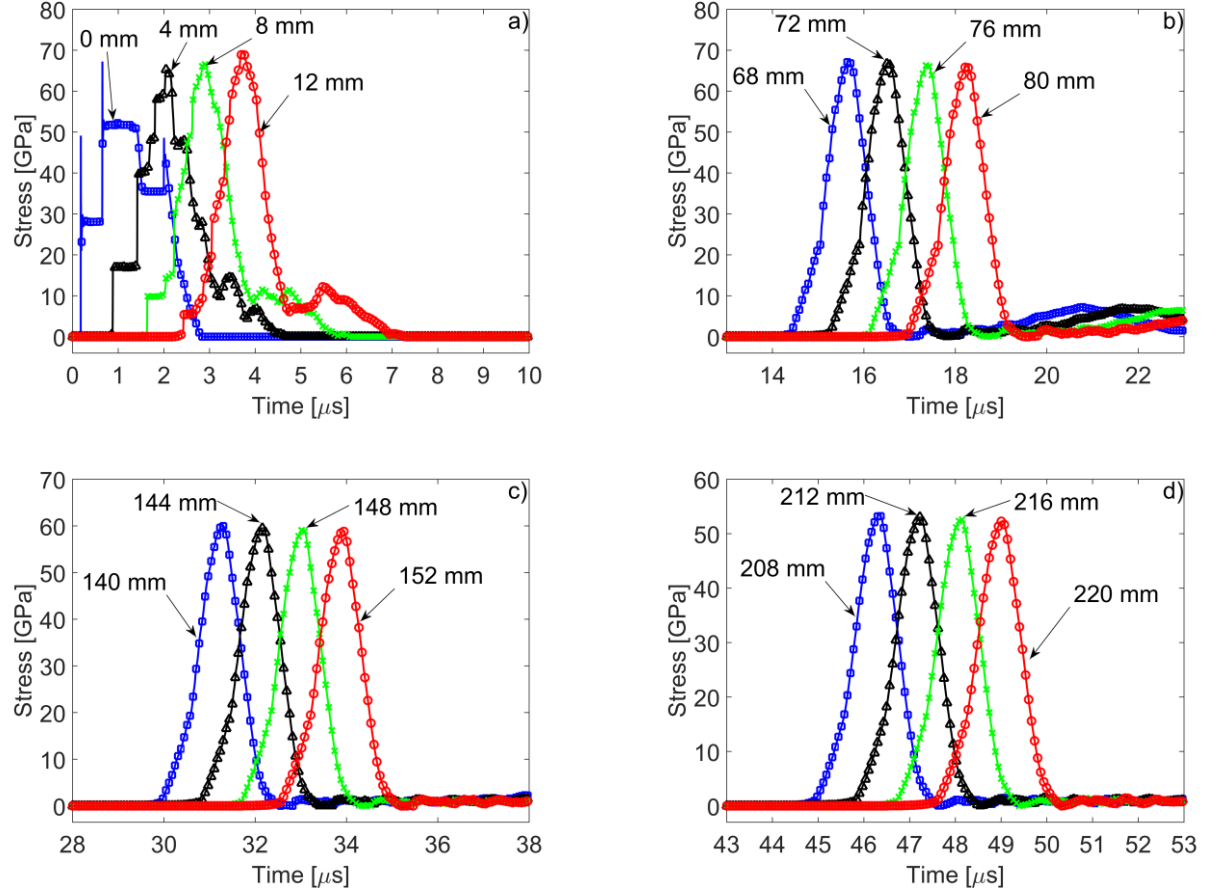 a)
0 mm
4 mm
8 mm
12 mm
80
70
60
50
40
30
20
10
0
Stress [GPa]
0 1 2 3 4 5 6 7 8 9 10
Time [μs]
b)
68 mm
72 mm
76 mm
80 mm
80
70
60
50
40
30
20
10
0
Stress [GPa]
14 16 18 20 22
Time [μs]
c)
140 mm
144 mm
148 mm
152 mm
70
60
50
40
30
20
10
0
Stress [GPa]
28 30 32 34 36 38
Time [μs]
d)
208 mm
212 mm
216 mm
220 mm
60
50
40
30
20
10
0
Stress [GPa]
43 44 45 46 47 48 49 50 51 52 53
Time [μs]